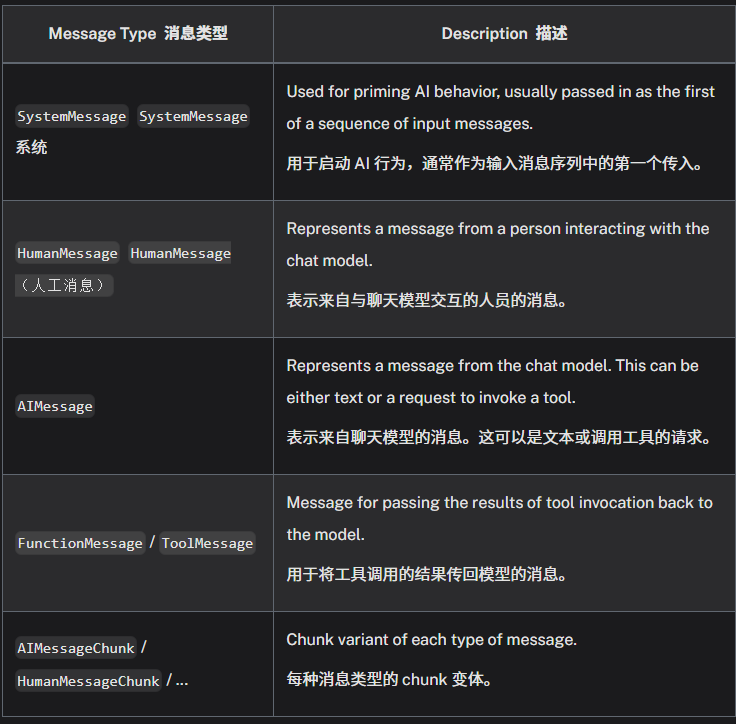 Message Type 消息类型
Description 描述
SystemMessage SystemMessage
系统
Used for priming AI behavior, usually passed in as the first
of a sequence of input messages.
用于启动 AI 行为，通常作为输入消息序列中的第一个传入。
HumanMessage HumanMessage
（人工消息）
Represents a message from a person interacting with the
chat model.
表示来自与聊天模型交互的人员的消息。
AIMessage
Represents a message from the chat model. This can be
either text or a request to invoke a tool.
表示来自聊天模型的消息。这可以是文本或调用工具的请求。
FunctionMessage / ToolMessage
Message for passing the results of tool invocation back to
the model.
用于将工具调用的结果传回模型的消息。
AIMessageChunk /
HumanMessageChunk / ...
Chunk variant of each type of message.
每种消息类型的 chunk 变体。